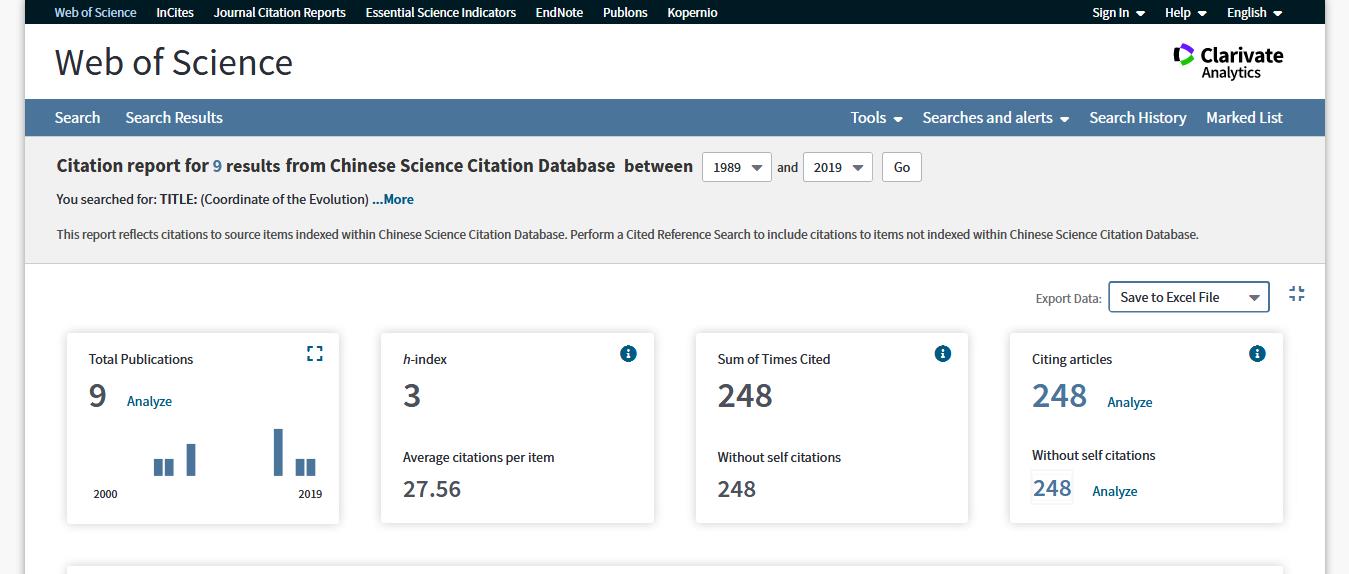 Web of Science InCites Journal Citation Reports Essential Science Indicators EndNote Publons Kopernio Sign In Help English
Web of Science
Clarivate
Analytics
Search Search Results Tools Searches and alerts Search History Marked List
Citation report for 9 results from Chinese Science Citation Database between 1989 and 2019 Go
You searched for: TITLE: (Coordinate of the Evolution) ...More
This report reflects citations to source items indexed within Chinese Science Citation Database. Perform a Cited Reference Search to include citations to items not indexed within Chinese Science Citation Database.
Export Data: Save to Excel File
Total Publications
9 Analyze
2000 2019
h-index
3
Average citations per item
27.56
Sum of Times Cited
248
Without self citations
248
Citing articles
248 Analyze
Without self citations
248 Analyze